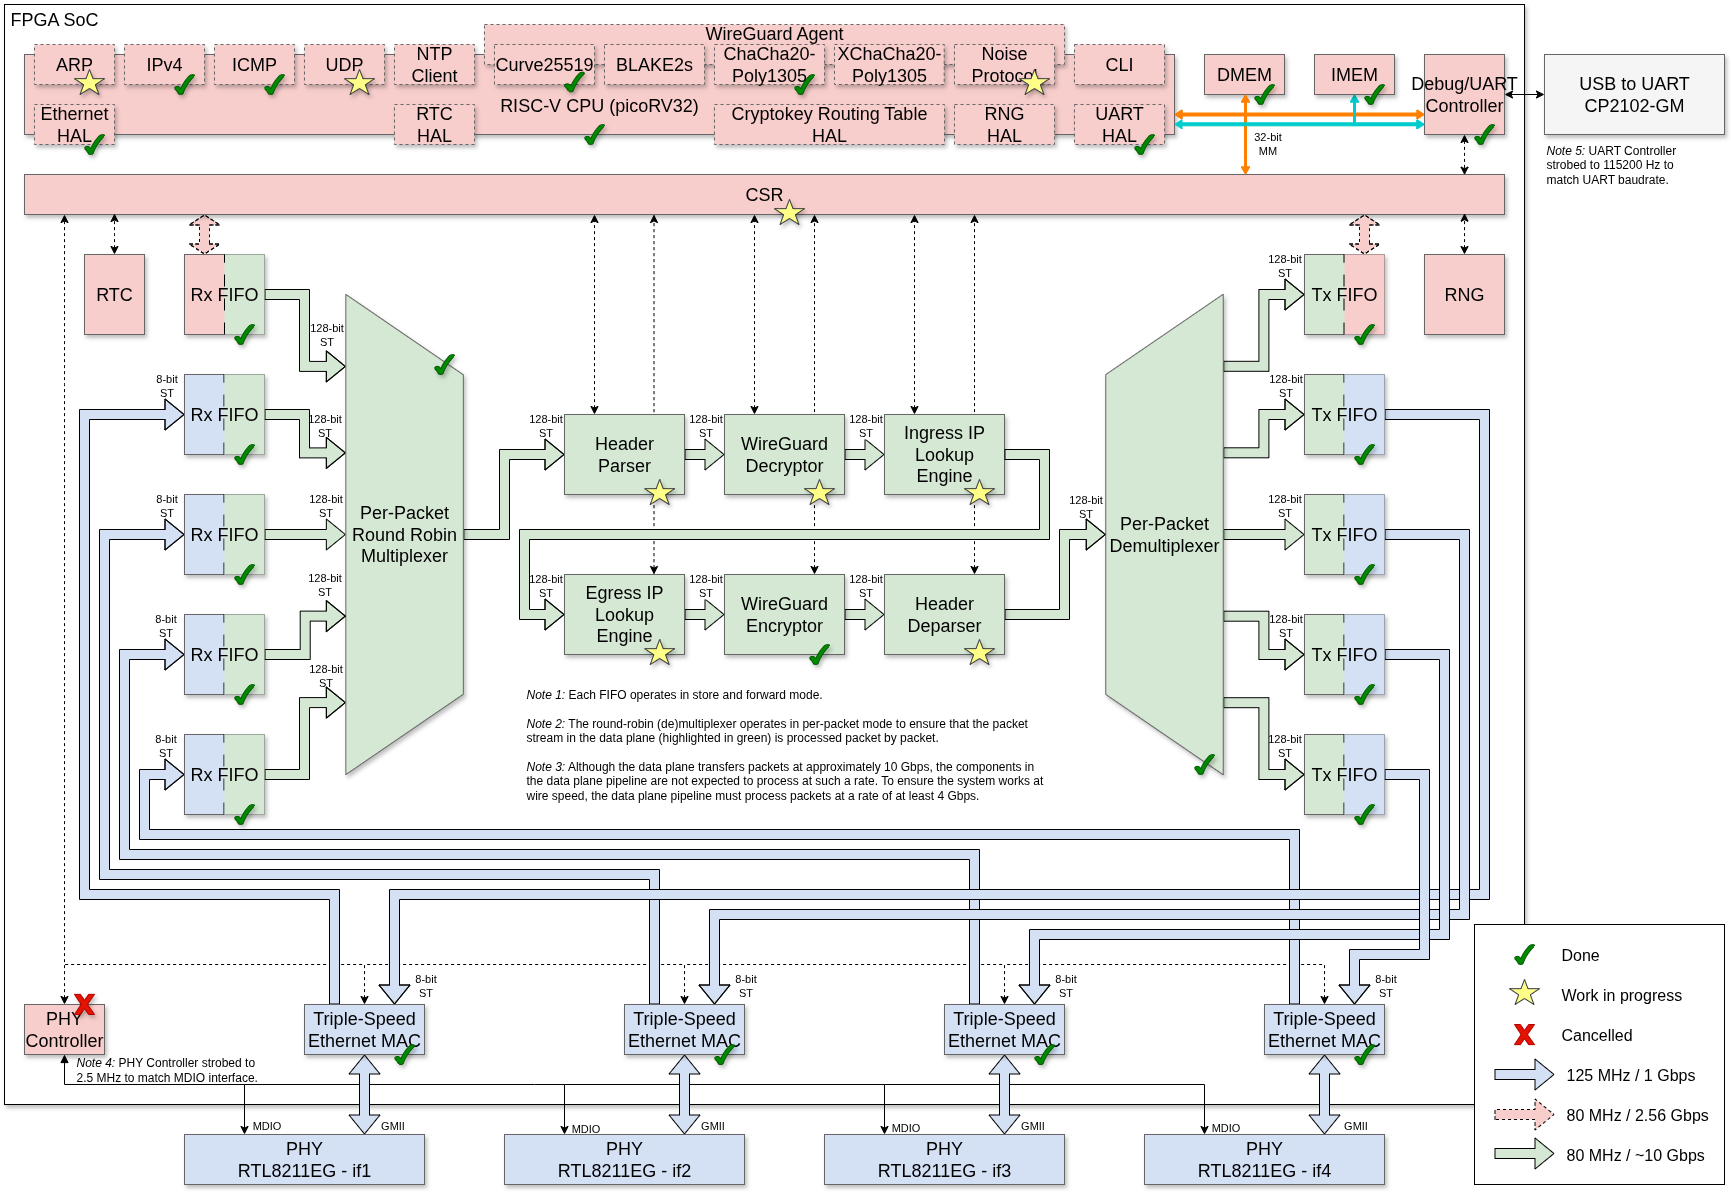 FPGA SoC
WireGuard Agent
ARP
IPv4
ICMP
UDP
NTP
Client
Curve25519
BLAKE2s
ChaCha20-
Poly1305
XChaCha20-
Poly1305
Noise
Protocol
CLI
Ethernet
HAL
RTC
HAL
RISC-V CPU (picoRV32)
Cryptokey Routing Table
HAL
RNG
HAL
UART
HAL
DMEM
IMEM
Debug/UART
Controller
USB to UART
CP2102-GM
32-bit
MM
Note 5: UART Controller
strobed to 115200 Hz to
match UART baudrate.
CSR
RTC
Rx FIFO
128-bit
ST
Tx FIFO
RNG
128-bit
ST
8-bit
ST
Rx FIFO
128-bit
ST
128-bit
ST
Tx FIFO
8-bit
ST
Rx FIFO
128-bit
ST
128-bit
ST
Tx FIFO
8-bit
ST
Rx FIFO
128-bit
ST
128-bit
ST
Tx FIFO
8-bit
ST
Rx FIFO
128-bit
ST
128-bit
ST
Tx FIFO
Per-Packet
Round Robin
Multiplexer
128-bit
ST
Header
Parser
128-bit
ST
WireGuard
Decryptor
128-bit
ST
Ingress IP
Lookup
Engine
128-bit
ST
Egress IP
Lookup
Engine
128-bit
ST
WireGuard
Encryptor
128-bit
ST
Header
Deparser
128-bit
ST
Per-Packet
Demultiplexer
Note 1: Each FIFO operates in store and forward mode.
Note 2: The round-robin (de)multiplexer operates in per-packet mode to ensure that the packet
stream in the data plane (highlighted in green) is processed packet by packet.
Note 3: Although the data plane transfers packets at approximately 10 Gbps, the components in
the data plane pipeline are not expected to process at such a rate. To ensure the system works at
wire speed, the data plane pipeline must process packets at a rate of at least 4 Gbps.
8-bit
ST
8-bit
ST
8-bit
ST
8-bit
ST
PHY
Controller
Triple-Speed
Ethernet MAC
Triple-Speed
Ethernet MAC
Triple-Speed
Ethernet MAC
Triple-Speed
Ethernet MAC
Note 4: PHY Controller strobed to
2.5 MHz to match MDIO interface.
MDIO
GMII
MDIO
GMII
MDIO
GMII
MDIO
GMII
PHY
RTL8211EG - if1
PHY
RTL8211EG - if2
PHY
RTL8211EG - if3
PHY
RTL8211EG - if4
Done
Work in progress
Cancelled
125 MHz / 1 Gbps
80 MHz / 2.56 Gbps
80 MHz / ~10 Gbps